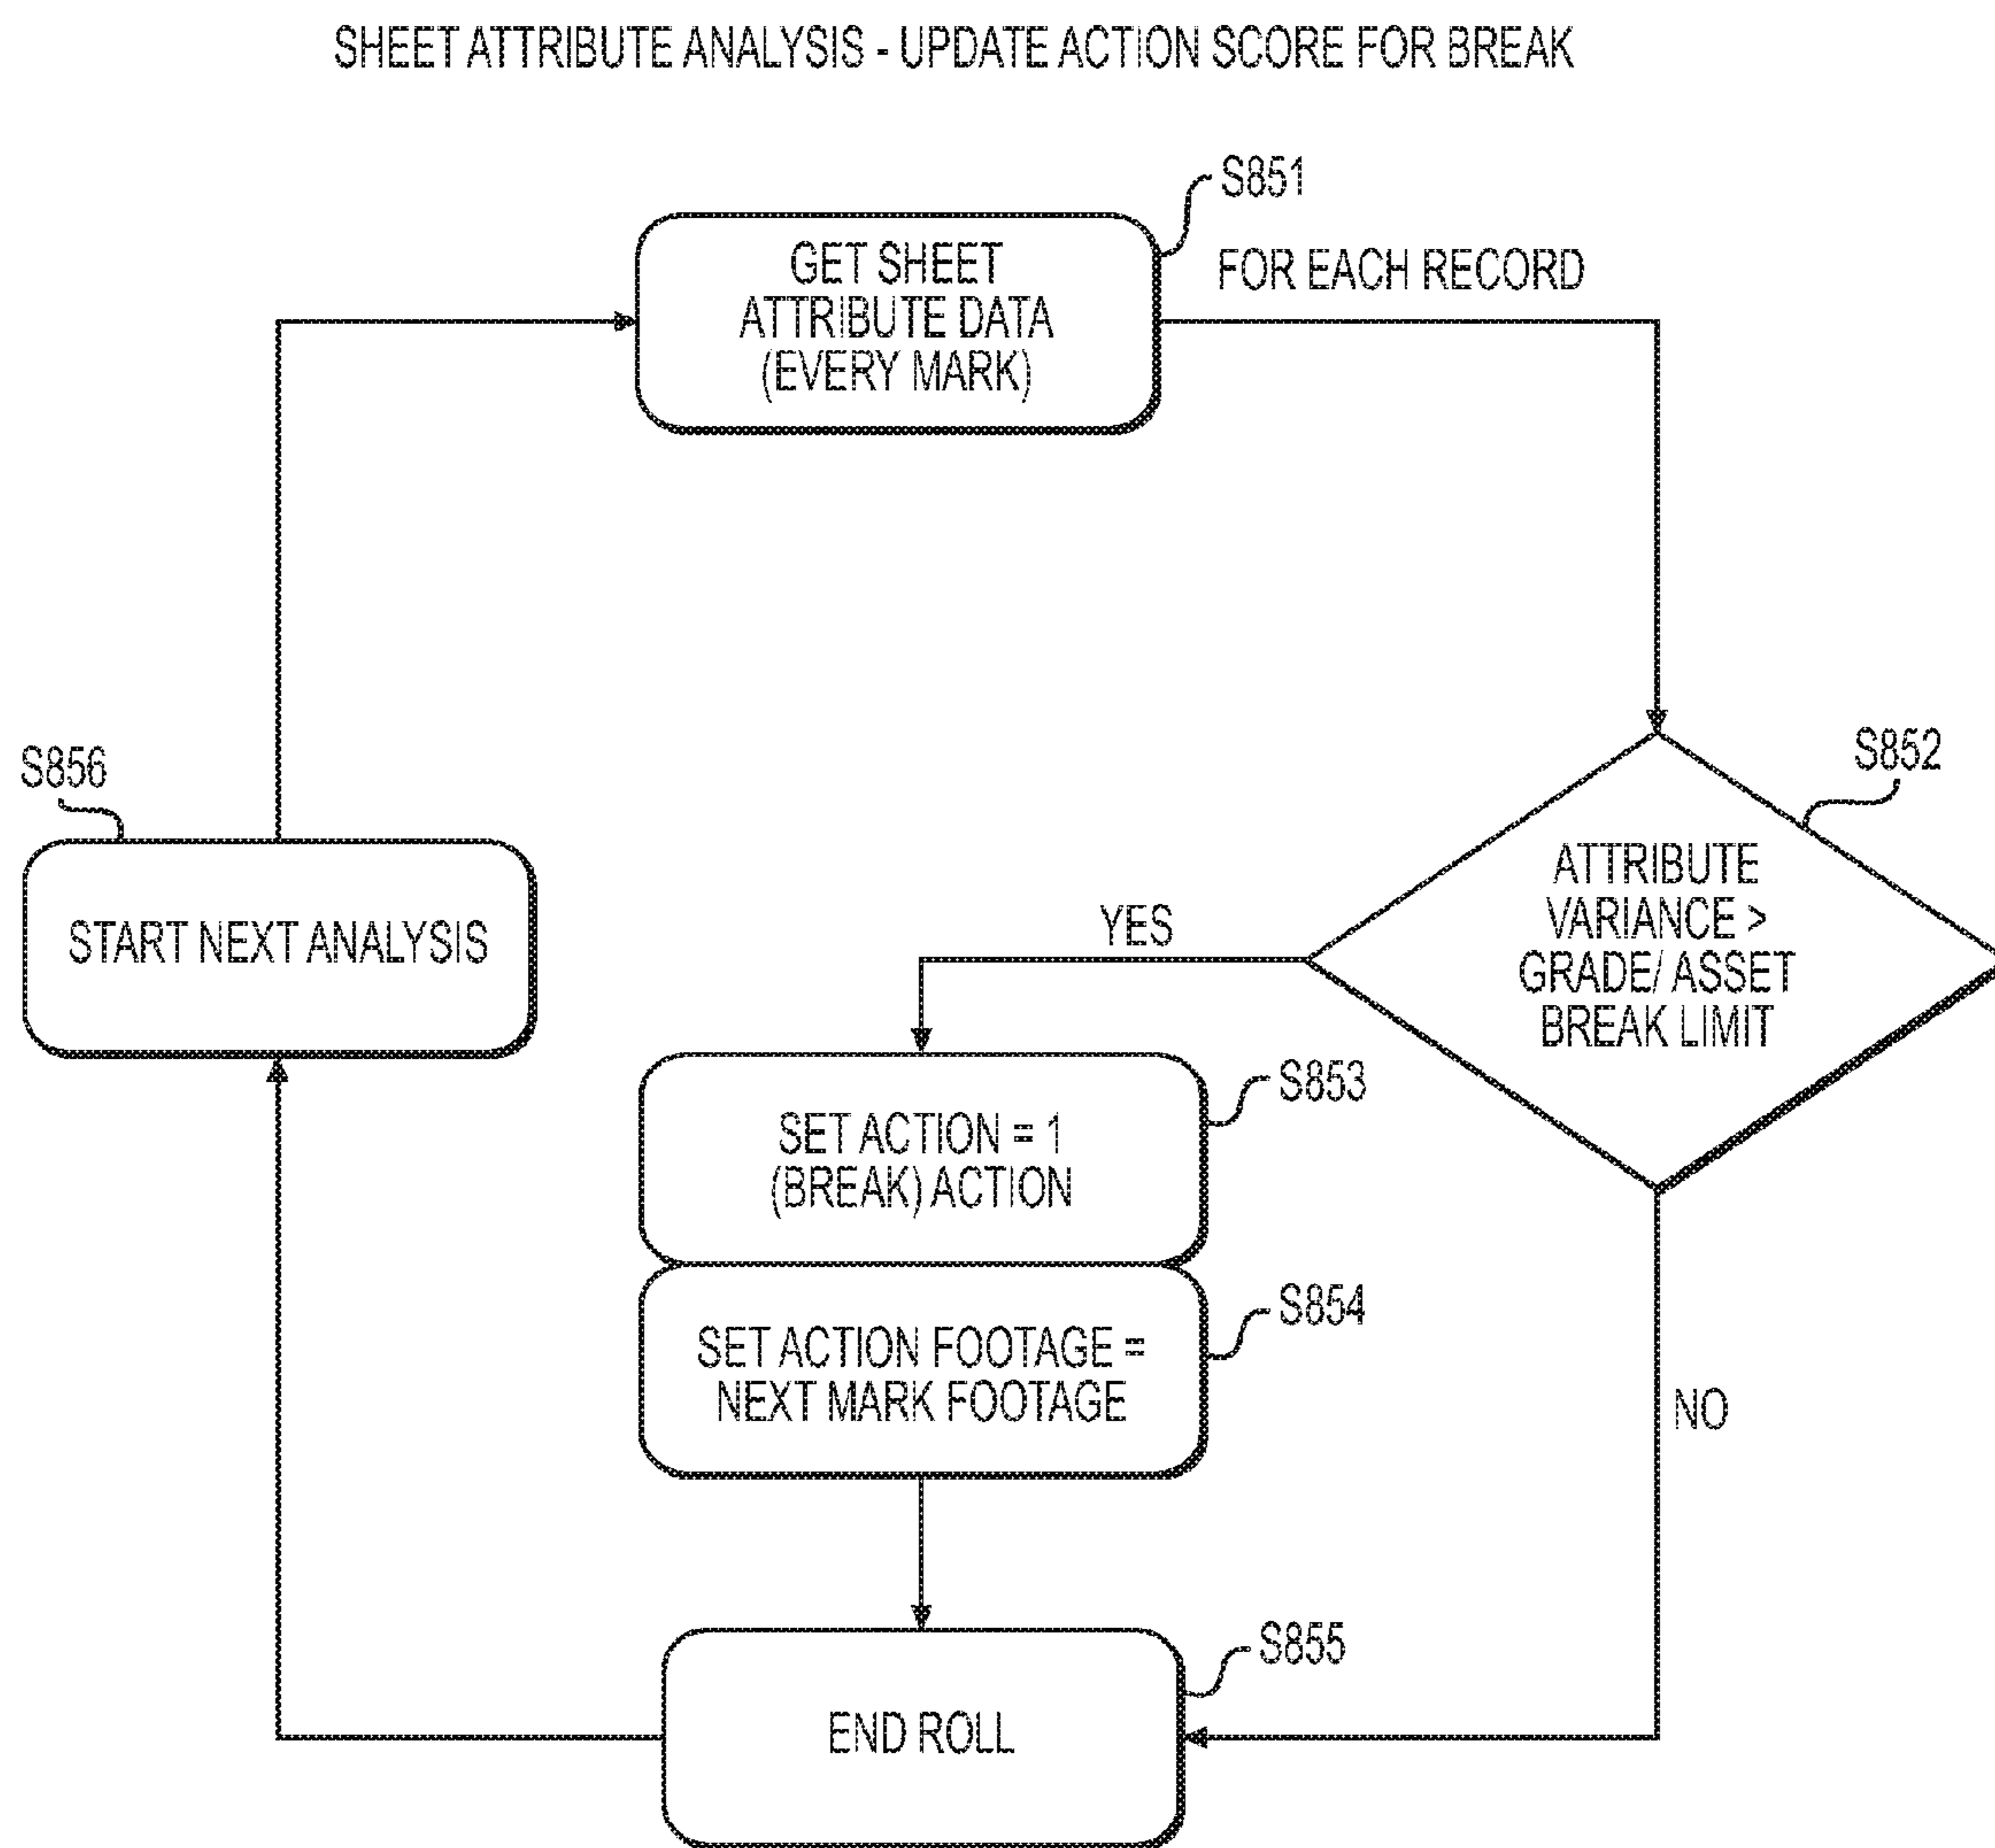 SHEET ATTRIBUTE ANALYSIS - UPDATE ACTION SCORE FOR BREAK
S851
GET SHEET
ATTRIBUTE DATA
(EVERY MARK)
FOR EACH RECORD
S852
ATTRIBUTE
VARIANCE >
GRADE/ ASSET
BREAK LIMIT
YES
NO
S853
SET ACTION = 1
(BREAK) ACTION
S854
SET ACTION FOOTAGE =
NEXT MARK FOOTAGE
S855
END ROLL
S856
START NEXT ANALYSIS